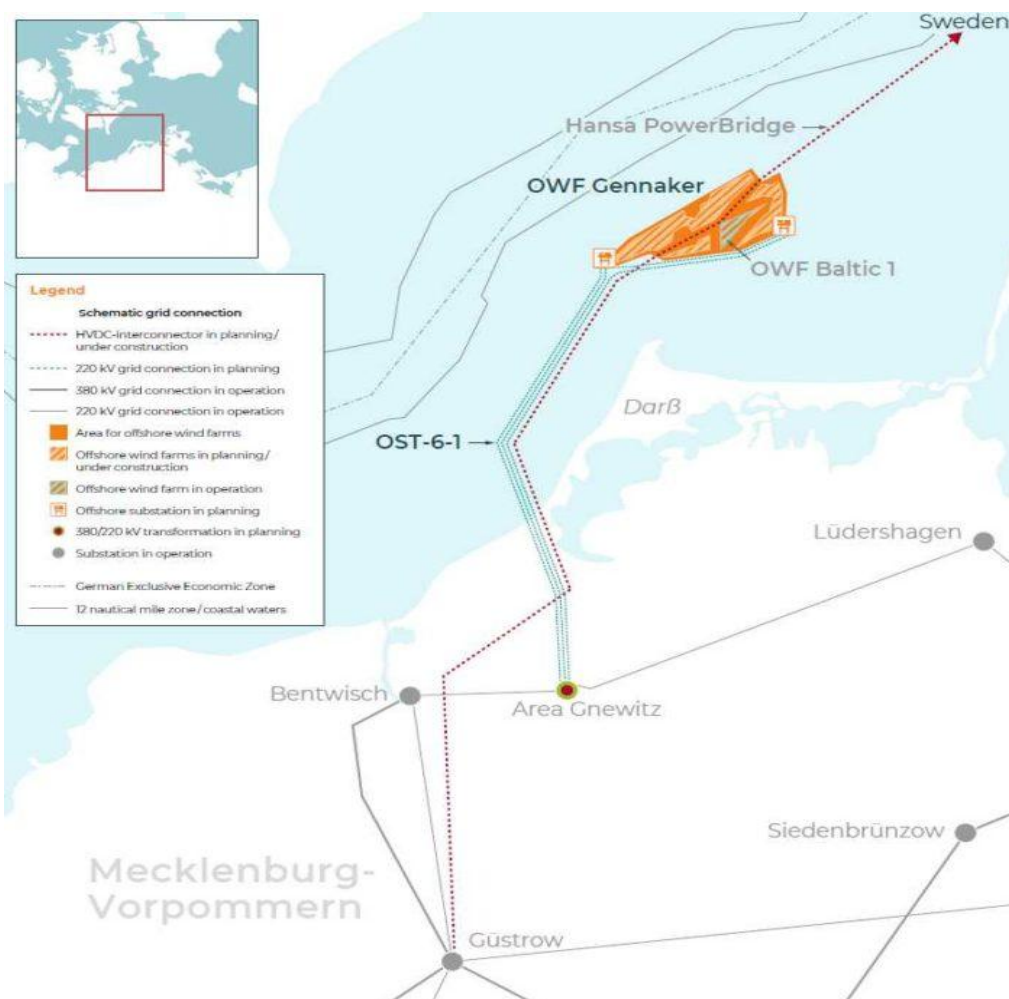 Sweden
Hansa PowerBridge
OWF Gennaker
OWF Baltic 1
Legend
Schematic grid connection
HVDC-Interconnector in planning/
under construction
220 kV grid connection in planning
380 kV grid connection in operation
220 kV grid connection in operation
Area for offshore wind farms
Offshore wind farms in planning/
under construction
Offshore wind farm in operation
Offshore substation in planning
380/220 kV transformation in planning
Substation in operation
German Exclusive Economic Zone
12 nautical mile zone/coastal waters
Darß
OST-6-1
Lüdershagen
Bentwisch
Area Gnewitz
Siedenbrünzow
Mecklenburg-
Vorpommern
Güstrow